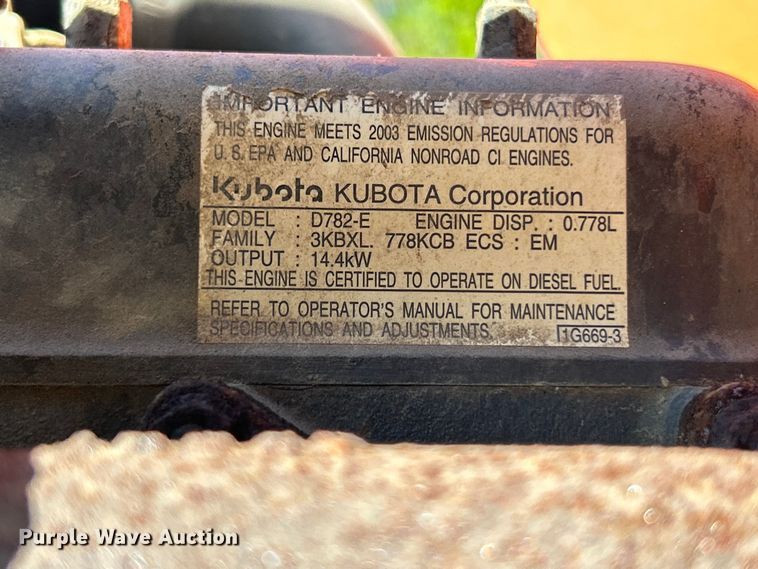 IMPORTANT ENGINE INFORMATION
THIS ENGINE MEETS 2003 EMISSION REGULATIONS FOR
U.S. EPA AND CALIFORNIA NONROAD CI ENGINES.
Kubota KUBOTA Corporation
MODEL : D782-E ENGINE DISP. : 0.778L
FAMILY : 3KBXL. 778KCB ECS : EM
OUTPUT : 14.4kW
THIS ENGINE IS CERTIFIED TO OPERATE ON DIESEL FUEL.
REFER TO OPERATOR'S MANUAL FOR MAINTENANCE
SPECIFICATIONS AND ADJUSTMENTS. 1G669-3
Purple Wave Auction